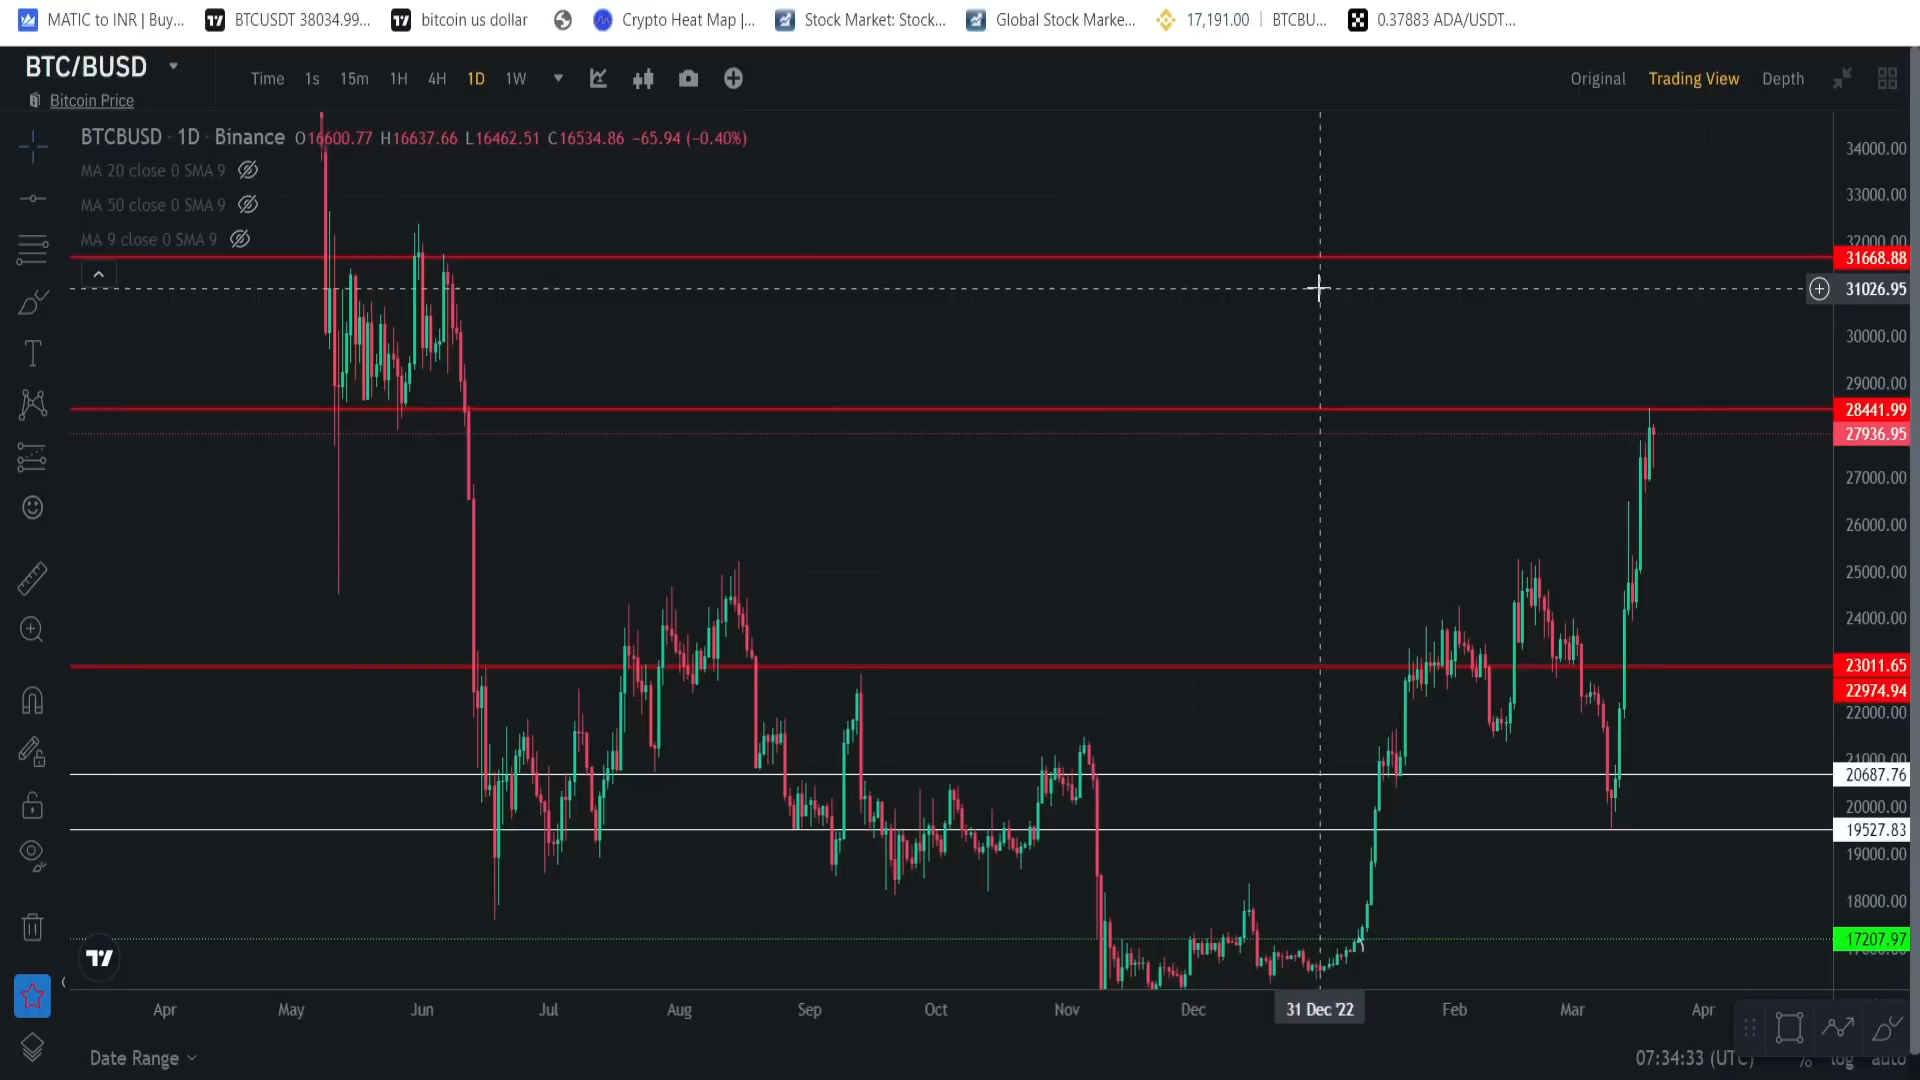 MATIC to INR | Buy... BTCUSDT 38034.99... bitcoin us dollar Crypto Heat Map |... Stock Market: Stock... Global Stock Marke... 17,191.00 | BTCBU... 0.37883 ADA/USDT...
BTC/BUSD
Time 1s 15m 1H 4H 1D 1W Original Trading View Depth
Bitcoin Price
BTCBUSD · 1D · Binance O16600.77 H16637.66 L16462.51 C16534.86 −65.94 (−0.40%)
34000.00
MA 20 close 0 SMA 9
33000.00
MA 50 close 0 SMA 9
MA 9 close 0 SMA 9
32000.00
31668.88
31026.95
30000.00
29000.00
28441.99
27936.95
27000.00
26000.00
25000.00
24000.00
23011.65
22974.94
22000.00
21000.00
20687.76
20000.00
19527.83
19000.00
18000.00
17207.97
Apr May Jun Jul Aug Sep Oct Nov Dec 31 Dec '22 Feb Mar Apr
Date Range 07:34:33 (UTC) % log auto